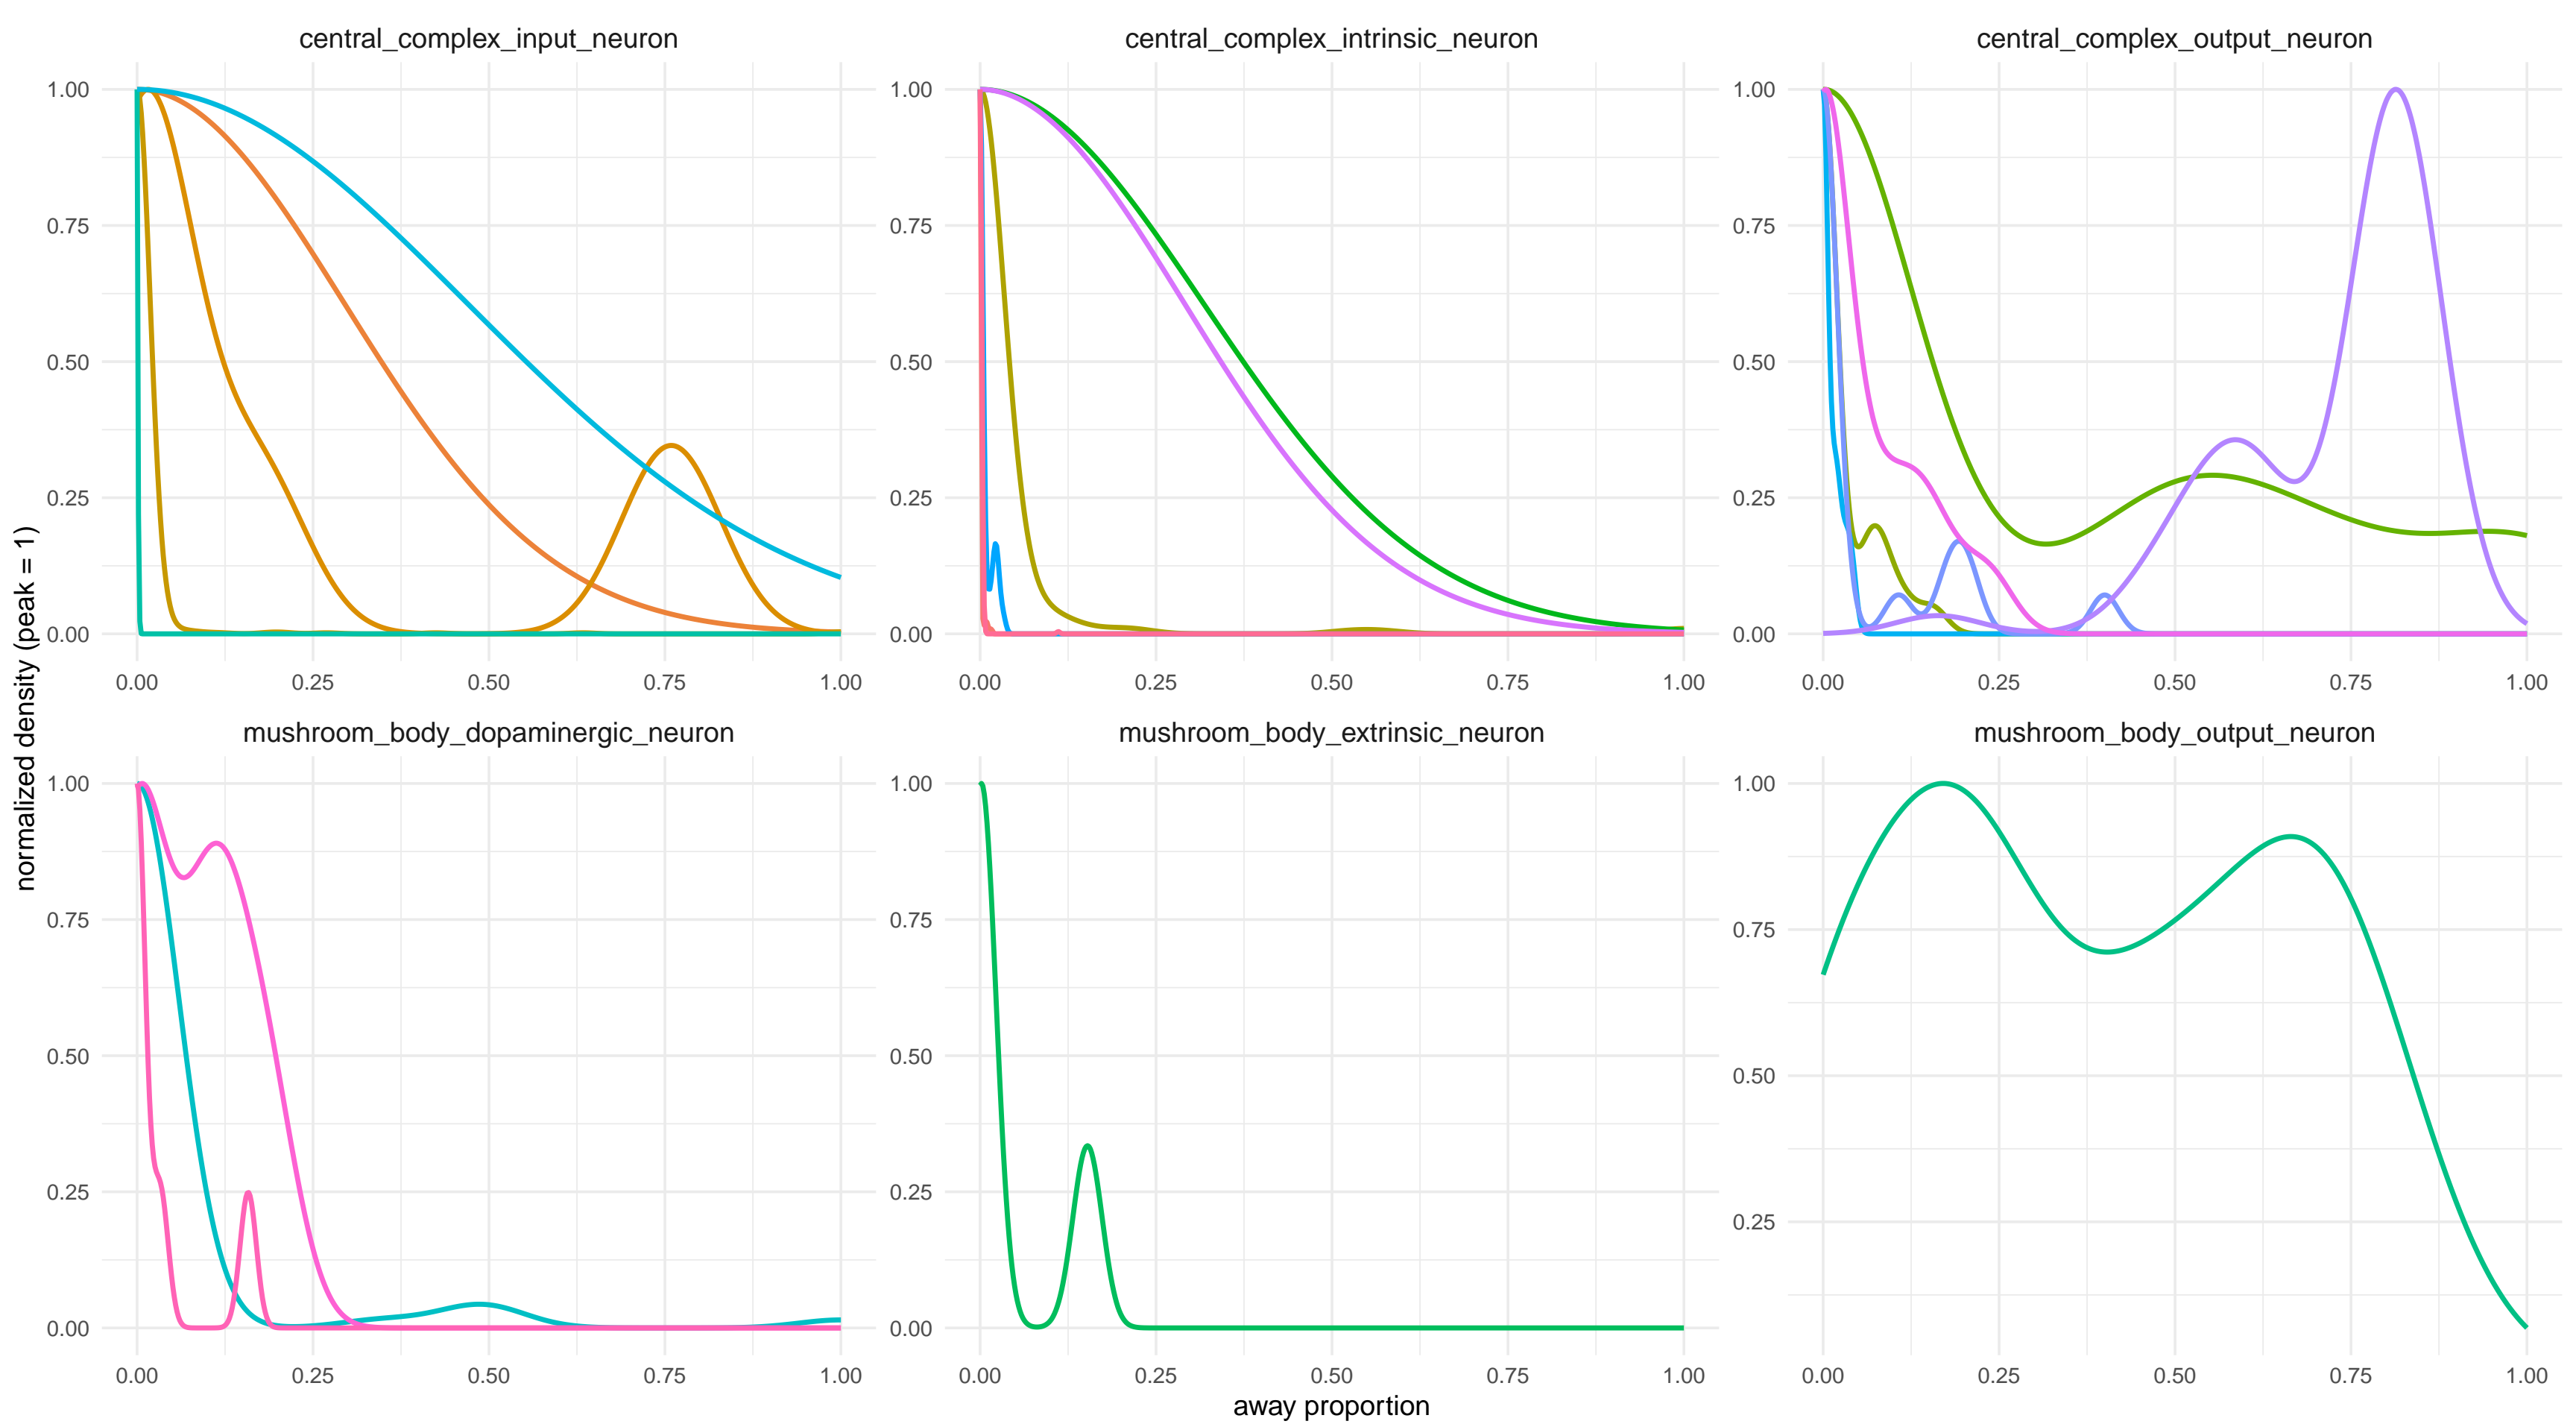 central_complex_input_neuron
central_complex_intrinsic_neuron
central_complex_output_neuron
1.00
0.75
0.50
0.25
0.00
0.00 0.25 0.50 0.75 1.00
1.00
0.75
0.50
0.25
0.00
0.00 0.25 0.50 0.75 1.00
1.00
0.75
0.50
0.25
0.00
0.00 0.25 0.50 0.75 1.00
normalized density (peak = 1)
mushroom_body_dopaminergic_neuron
mushroom_body_extrinsic_neuron
mushroom_body_output_neuron
1.00
0.75
0.50
0.25
0.00
0.00 0.25 0.50 0.75 1.00
1.00
0.75
0.50
0.25
0.00
0.00 0.25 0.50 0.75 1.00
1.00
0.75
0.50
0.25
0.00 0.25 0.50 0.75 1.00
away proportion